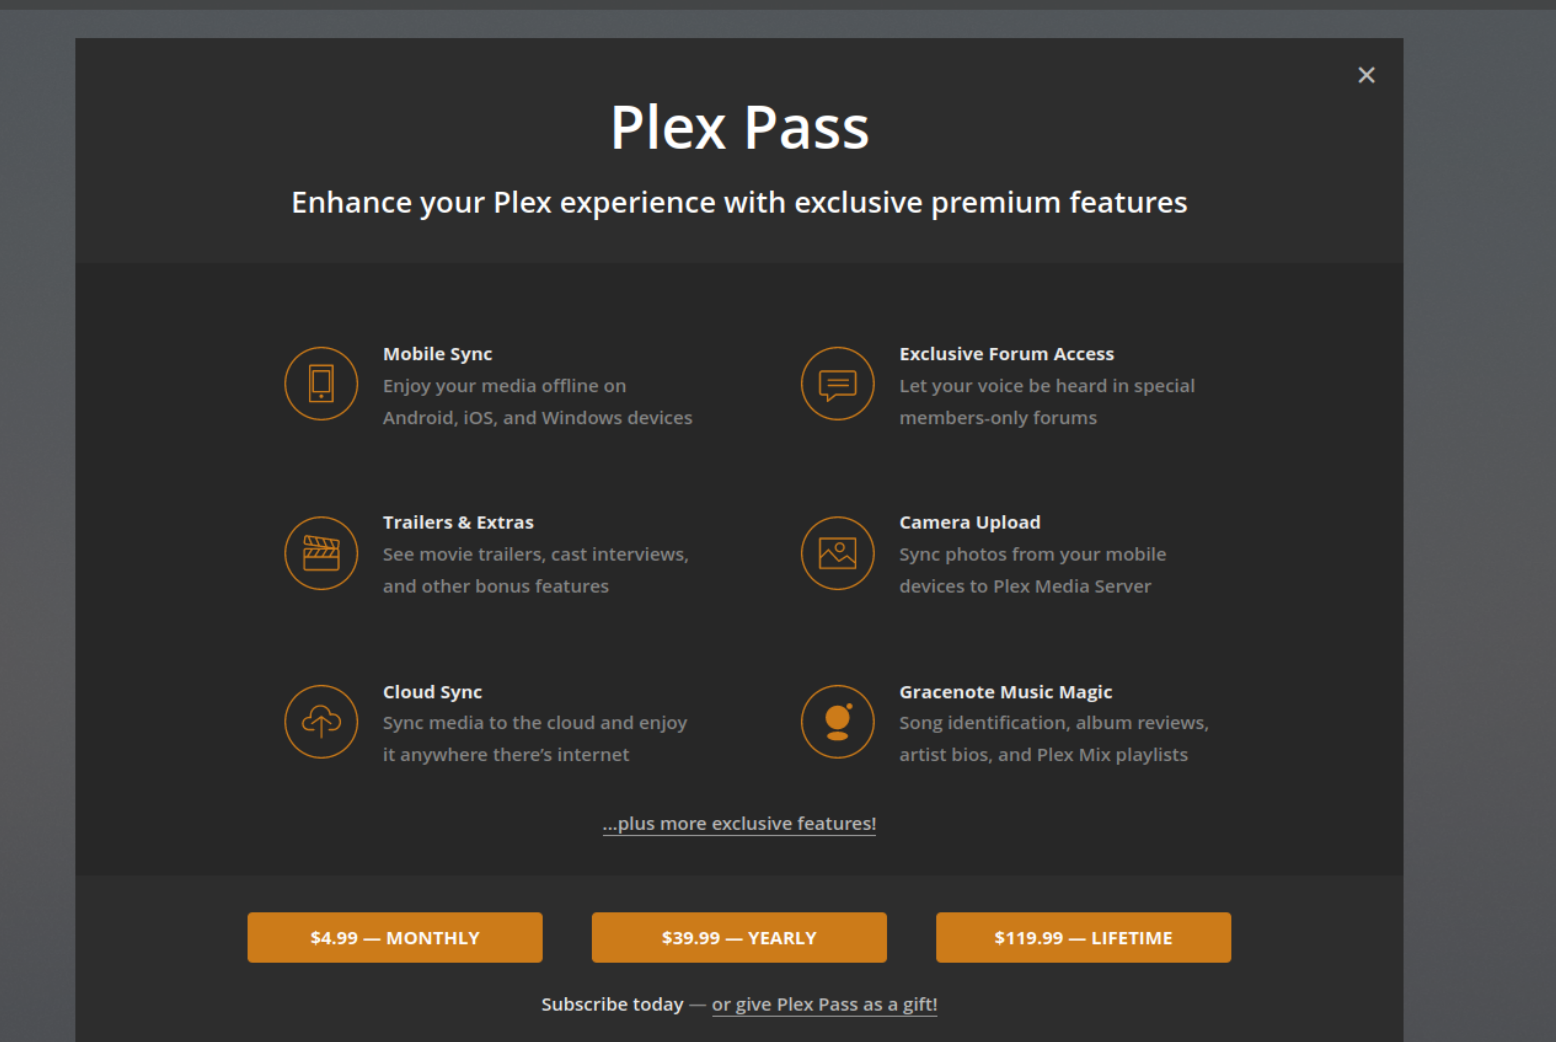 Plex Pass
Enhance your Plex experience with exclusive premium features
Mobile Sync
Enjoy your media offline on
Android, iOS, and Windows devices
Exclusive Forum Access
Let your voice be heard in special
members-only forums
Trailers & Extras
See movie trailers, cast interviews,
and other bonus features
Camera Upload
Sync photos from your mobile
devices to Plex Media Server
Cloud Sync
Sync media to the cloud and enjoy
it anywhere there’s internet
Gracenote Music Magic
Song identification, album reviews,
artist bios, and Plex Mix playlists
...plus more exclusive features!
$4.99 — MONTHLY
$39.99 — YEARLY
$119.99 — LIFETIME
Subscribe today — or give Plex Pass as a gift!